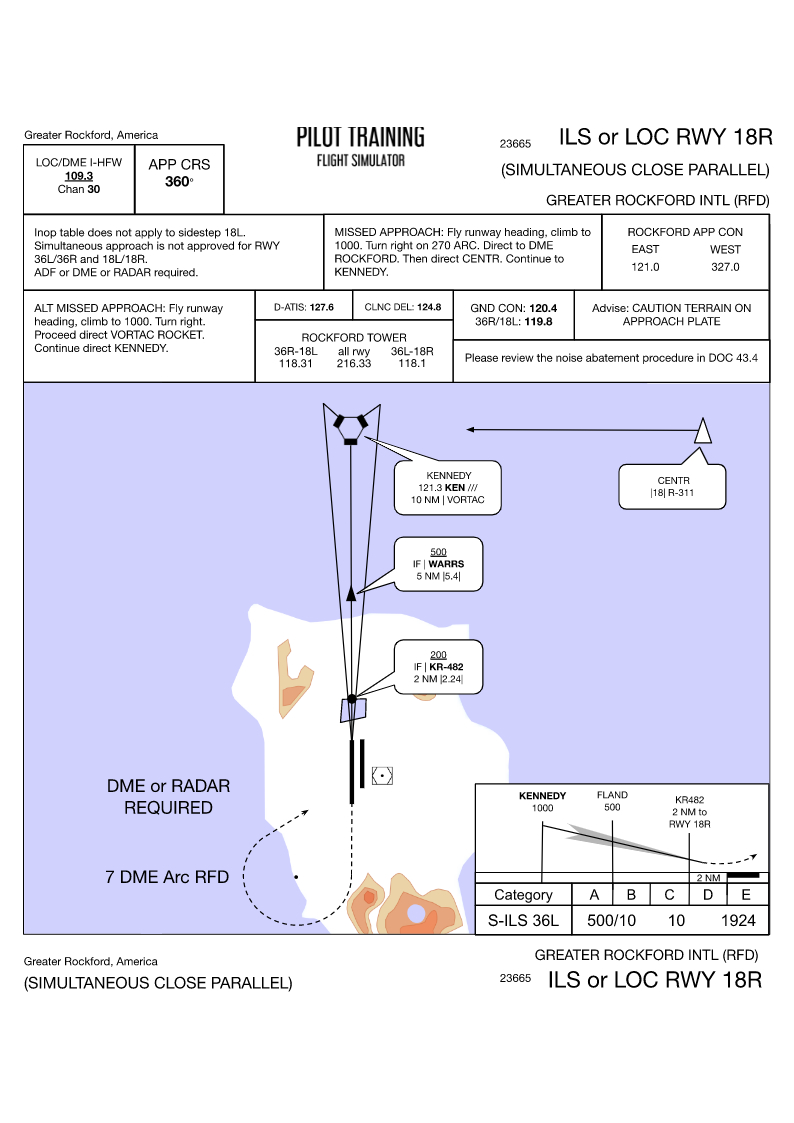 Greater Rockford, America
PILOT TRAINING
FLIGHT SIMULATOR
23665
ILS or LOC RWY 18R
(SIMULTANEOUS CLOSE PARALLEL)
GREATER ROCKFORD INTL (RFD)
LOC/DME I-HFW
109.3
Chan 30
APP CRS
360°
Inop table does not apply to sidestep 18L.
Simultaneous approach is not approved for RWY
36L/36R and 18L/18R.
ADF or DME or RADAR required.
MISSED APPROACH: Fly runway heading, climb to
1000. Turn right on 270 ARC. Direct to DME
ROCKFORD. Then direct CENTR. Continue to
KENNEDY.
ROCKFORD APP CON
EAST WEST
121.0 327.0
ALT MISSED APPROACH: Fly runway
heading, climb to 1000. Turn right.
Proceed direct VORTAC ROCKET.
Continue direct KENNEDY.
D-ATIS: 127.6
CLNC DEL: 124.8
ROCKFORD TOWER
36R-18L all rwy 36L-18R
118.31 216.33 118.1
GND CON: 120.4
36R/18L: 119.8
Advise: CAUTION TERRAIN ON
APPROACH PLATE
Please review the noise abatement procedure in DOC 43.4
KENNEDY
121.3 KEN ///
10 NM | VORTAC
CENTR
|18| R-311
500
IF | WARRS
5 NM |5.4|
200
IF | KR-482
2 NM |2.24|
DME or RADAR
REQUIRED
7 DME Arc RFD
KENNEDY
1000
FLAND
500
KR482
2 NM to
RWY 18R
2 NM
Category A B C D E
S-ILS 36L 500/10 10 1924
Greater Rockford, America
(SIMULTANEOUS CLOSE PARALLEL)
GREATER ROCKFORD INTL (RFD)
23665
ILS or LOC RWY 18R